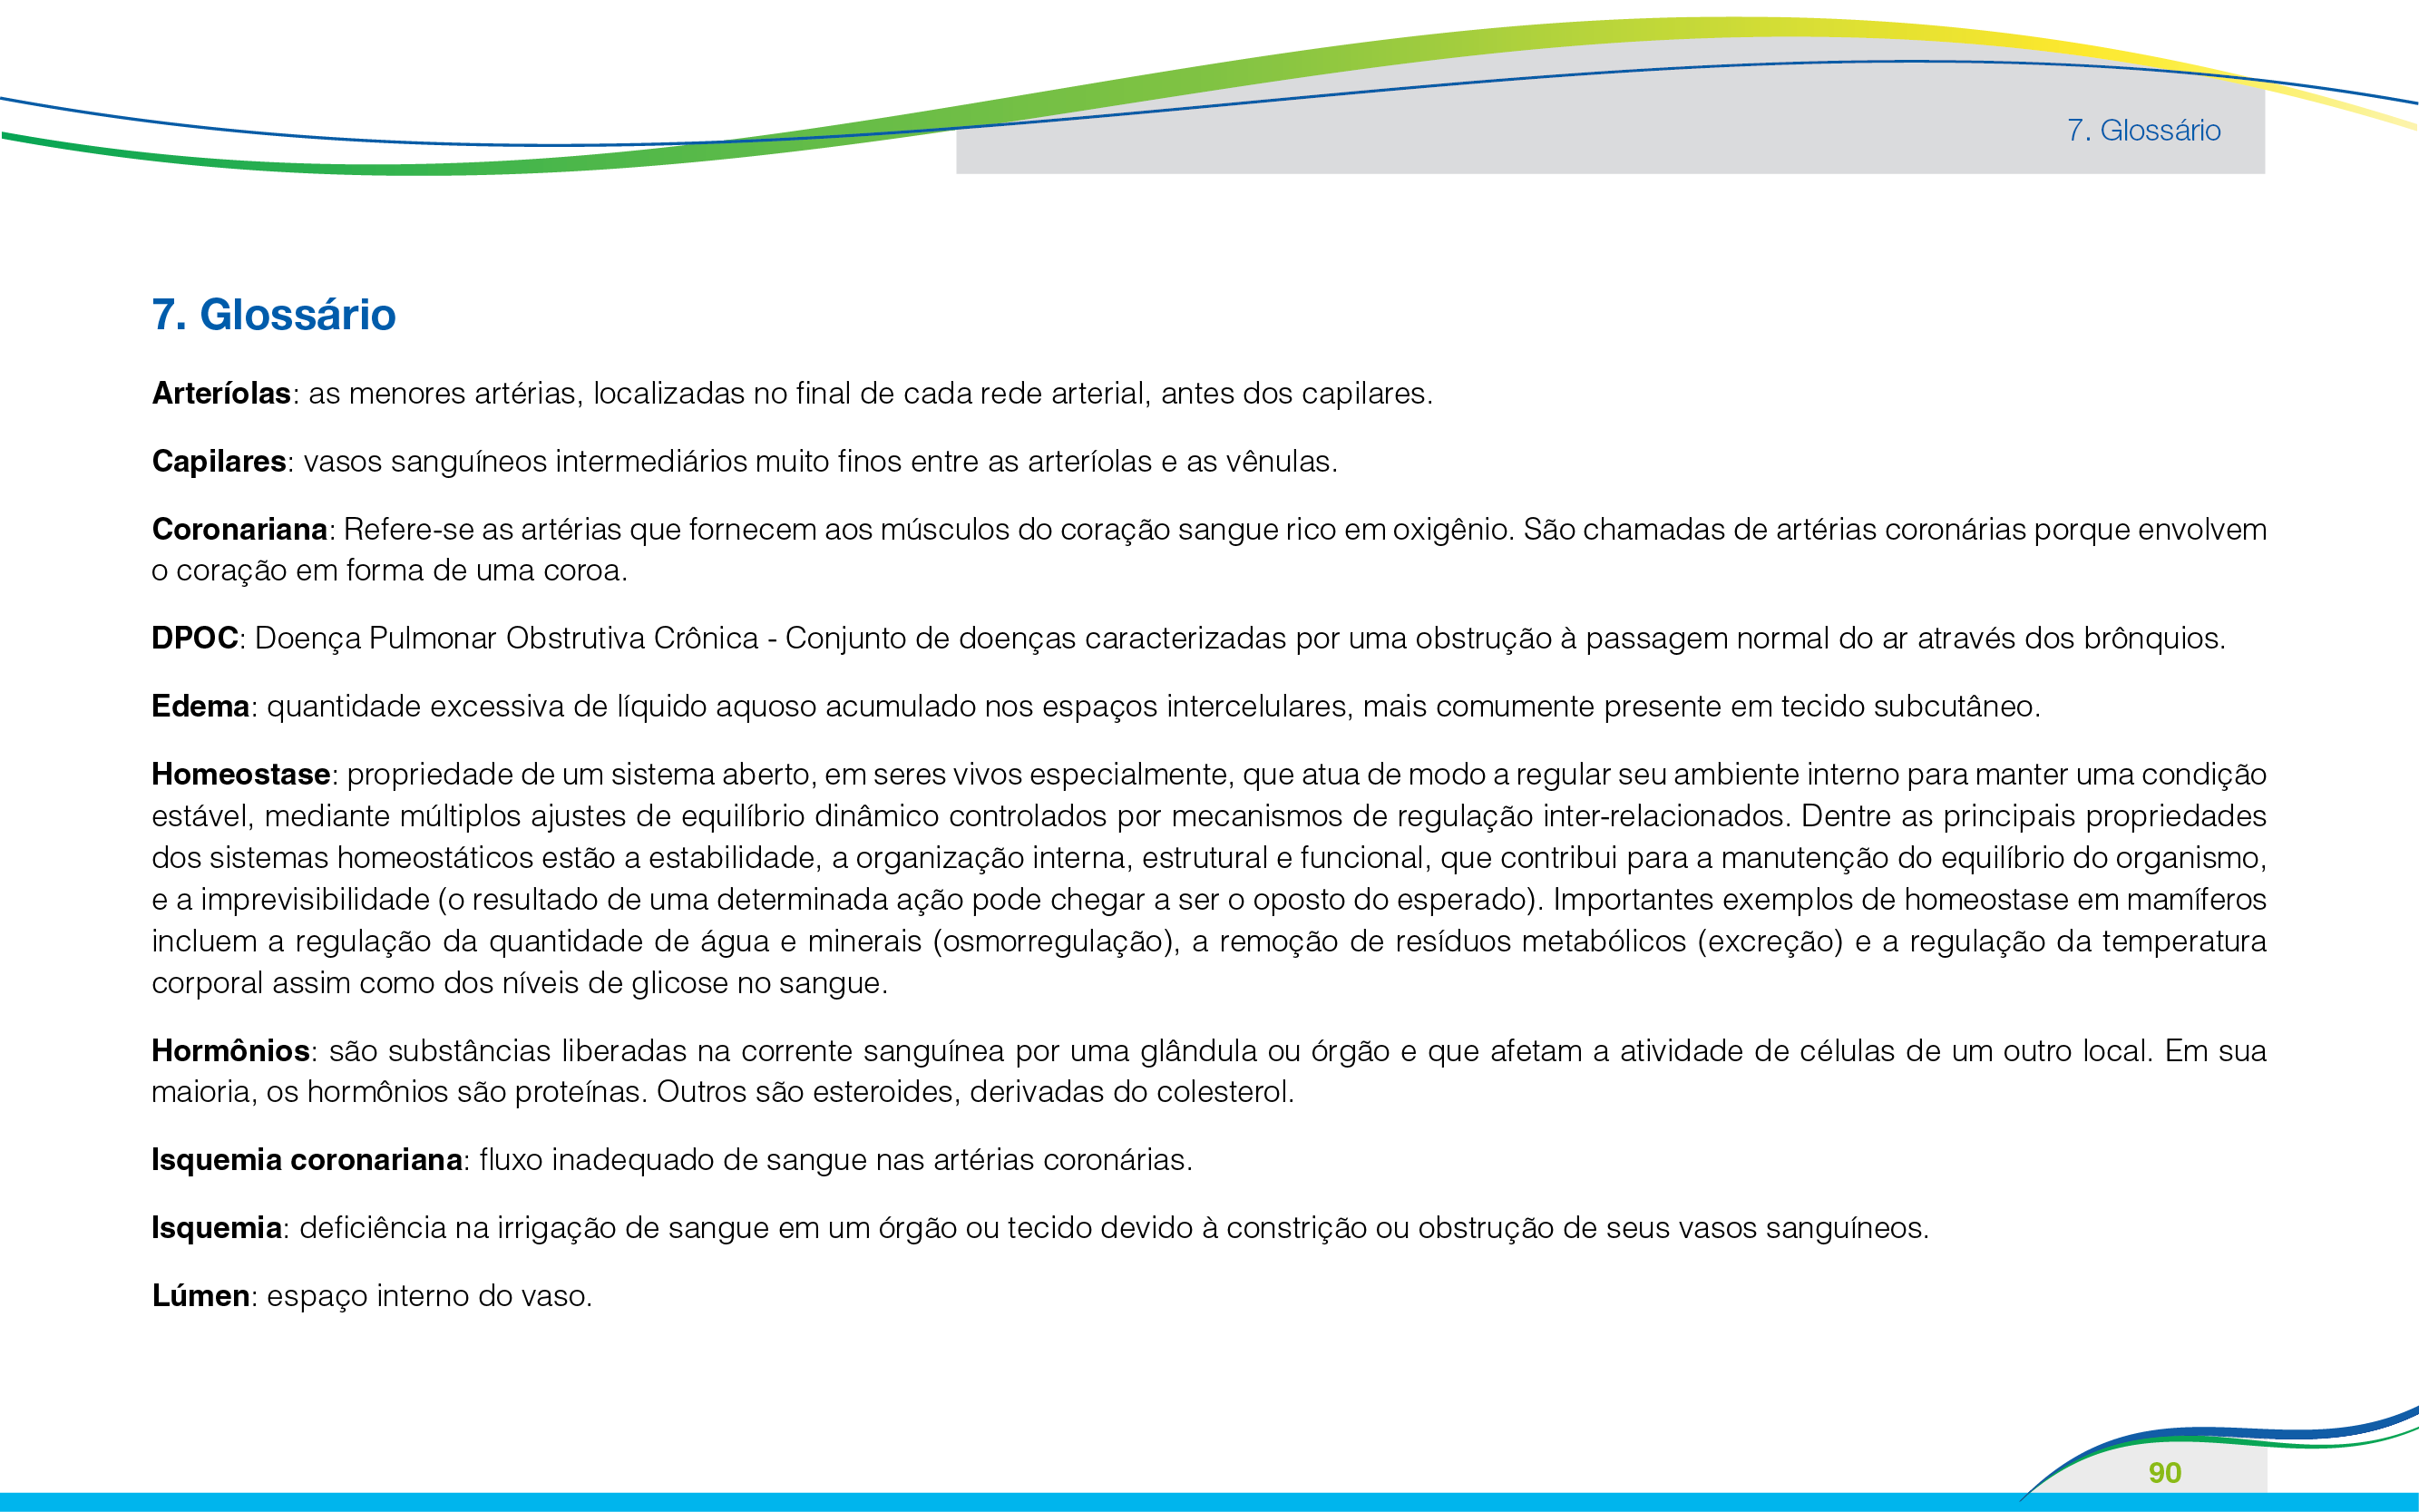 7. Glossário
7. Glossário
Arteríolas: as menores artérias, localizadas no final de cada rede arterial, antes dos capilares.
Capilares: vasos sanguíneos intermediários muito finos entre as arteríolas e as vênulas.
Coronariana: Refere-se as artérias que fornecem aos músculos do coração sangue rico em oxigênio. São chamadas de artérias coronárias porque envolvem
o coração em forma de uma coroa.
DPOC: Doença Pulmonar Obstrutiva Crônica - Conjunto de doenças caracterizadas por uma obstrução à passagem normal do ar através dos brônquios.
Edema: quantidade excessiva de líquido aquoso acumulado nos espaços intercelulares, mais comumente presente em tecido subcutâneo.
Homeostase: propriedade de um sistema aberto, em seres vivos especialmente, que atua de modo a regular seu ambiente interno para manter uma condição
estável, mediante múltiplos ajustes de equilíbrio dinâmico controlados por mecanismos de regulação inter-relacionados. Dentre as principais propriedades
dos sistemas homeostáticos estão a estabilidade, a organização interna, estrutural e funcional, que contribui para a manutenção do equilíbrio do organismo,
e a imprevisibilidade (o resultado de uma determinada ação pode chegar a ser o oposto do esperado). Importantes exemplos de homeostase em mamíferos
incluem a regulação da quantidade de água e minerais (osmorregulação), a remoção de resíduos metabólicos (excreção) e a regulação da temperatura
corporal assim como dos níveis de glicose no sangue.
Hormônios: são substâncias liberadas na corrente sanguínea por uma glândula ou órgão e que afetam a atividade de células de um outro local. Em sua
maioria, os hormônios são proteínas. Outros são esteroides, derivadas do colesterol.
Isquemia coronariana: fluxo inadequado de sangue nas artérias coronárias.
Isquemia: deficiência na irrigação de sangue em um órgão ou tecido devido à constrição ou obstrução de seus vasos sanguíneos.
Lúmen: espaço interno do vaso.
90